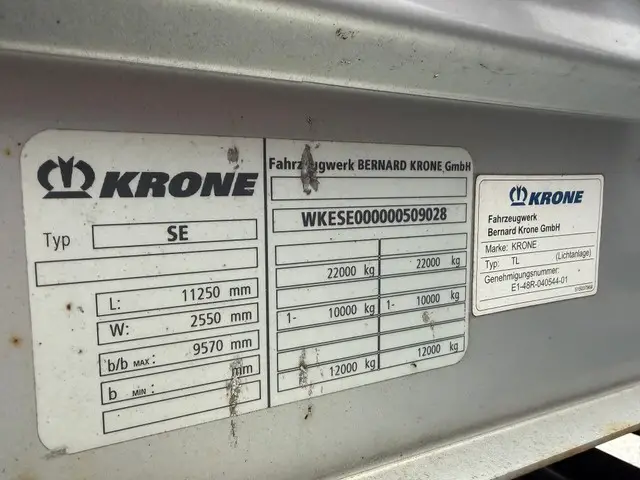 KRONE
Typ SE
L: 11250 mm
W: 2550 mm
b/b MAX: 9570 mm
b MIN: mm
Fahrzeugwerk BERNARD KRONE GmbH
WKESE000000509028
22000 kg 22000 kg
1- 10000 kg 1- 10000 kg
12000 kg 12000 kg
KRONE
Fahrzeugwerk
Bernard Krone GmbH
Marke: KRONE
Typ: TL (Lichtanlage)
Genehmigungsnummer:
E1-48R-040544-01